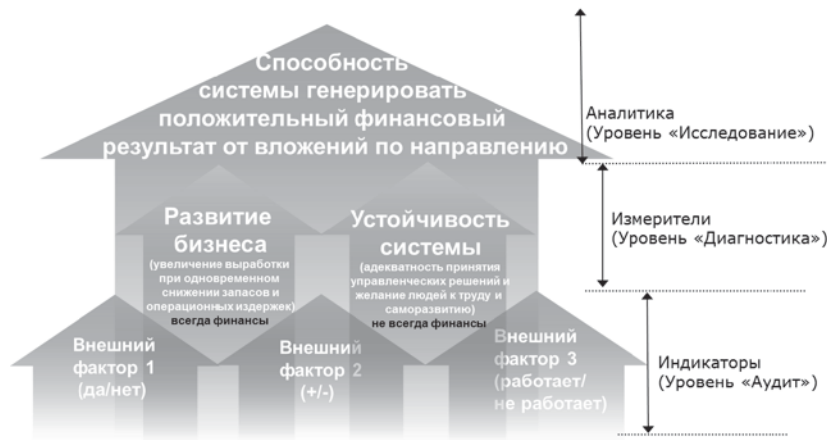 Способность
системы генерировать
положительный финансовый
результат от вложений по направлению
Аналитика
(Уровень «Исследование»)
Развитие
бизнеса
(увеличение выработки
при одновременном
снижении запасов и
операционных издержек)
всегда финансы
Устойчивость
системы
(адекватность принятия
управленческих решений и
желание людей к труду и
саморазвитию)
не всегда финансы
Измерители
(Уровень «Диагностика»)
Внешний
фактор 1
(да/нет)
Внешний
фактор 2
(+/-)
Внешний
фактор 3
(работает/
не работает)
Индикаторы
(Уровень «Аудит»)